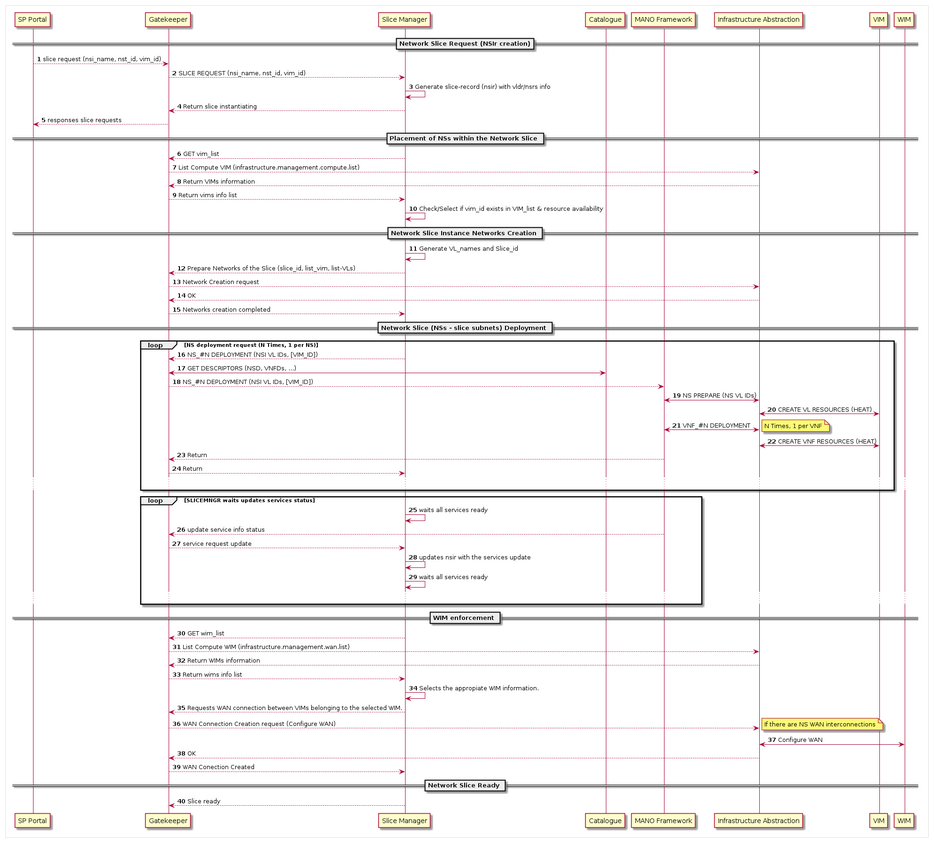 SP Portal
Gatekeeper
Slice Manager
Catalogue
MANO Framework
Infrastructure Abstraction
VIM
WIM
Network Slice Request (NSIr creation)
1 slice request (nsi_name, nst_id, vim_id)
2 SLICE REQUEST (nsi_name, nst_id, vim_id)
3 Generate slice-record (nsir) with vldr/nsrs info
4 Return slice instantiating
5 responses slice requests
Placement of NSs within the Network Slice
6 GET vim_list
7 List Compute VIM (infrastructure.management.compute.list)
8 Return VIMs information
9 Return vims info list
10 Check/Select if vim_id exists in VIM_list & resource availability
Network Slice Instance Networks Creation
11 Generate VL_names and Slice_id
12 Prepare Networks of the Slice (slice_id, list_vim, list-VLs)
13 Network Creation request
14 OK
15 Networks creation completed
Network Slice (NSs - slice subnets) Deployment
loop [NS deployment request (N Times, 1 per NS)]
16 NS_#N DEPLOYMENT (NSI VL IDs, [VIM_ID])
17 GET DESCRIPTORS (NSD, VNFDs, ...)
18 NS_#N DEPLOYMENT (NSI VL IDs, [VIM_ID])
19 NS PREPARE (NS VL IDs)
20 CREATE VL RESOURCES (HEAT)
21 VNF_#N DEPLOYMENT
N Times, 1 per VNF
22 CREATE VNF RESOURCES (HEAT)
23 Return
24 Return
loop [SLICEMNGR waits updates services status]
25 waits all services ready
26 update service info status
27 service request update
28 updates nsir with the services update
29 waits all services ready
WIM enforcement
30 GET wim_list
31 List Compute WIM (infrastructure.management.wan.list)
32 Return WIMs information
33 Return wims info list
34 Selects the appropiate WIM information.
35 Requests WAN connection between VIMs belonging to the selected WIM.
36 WAN Connection Creation request (Configure WAN)
If there are NS WAN interconnections
37 Configure WAN
38 OK
39 WAN Conection Created
Network Slice Ready
40 Slice ready
SP Portal
Gatekeeper
Slice Manager
Catalogue
MANO Framework
Infrastructure Abstraction
VIM
WIM